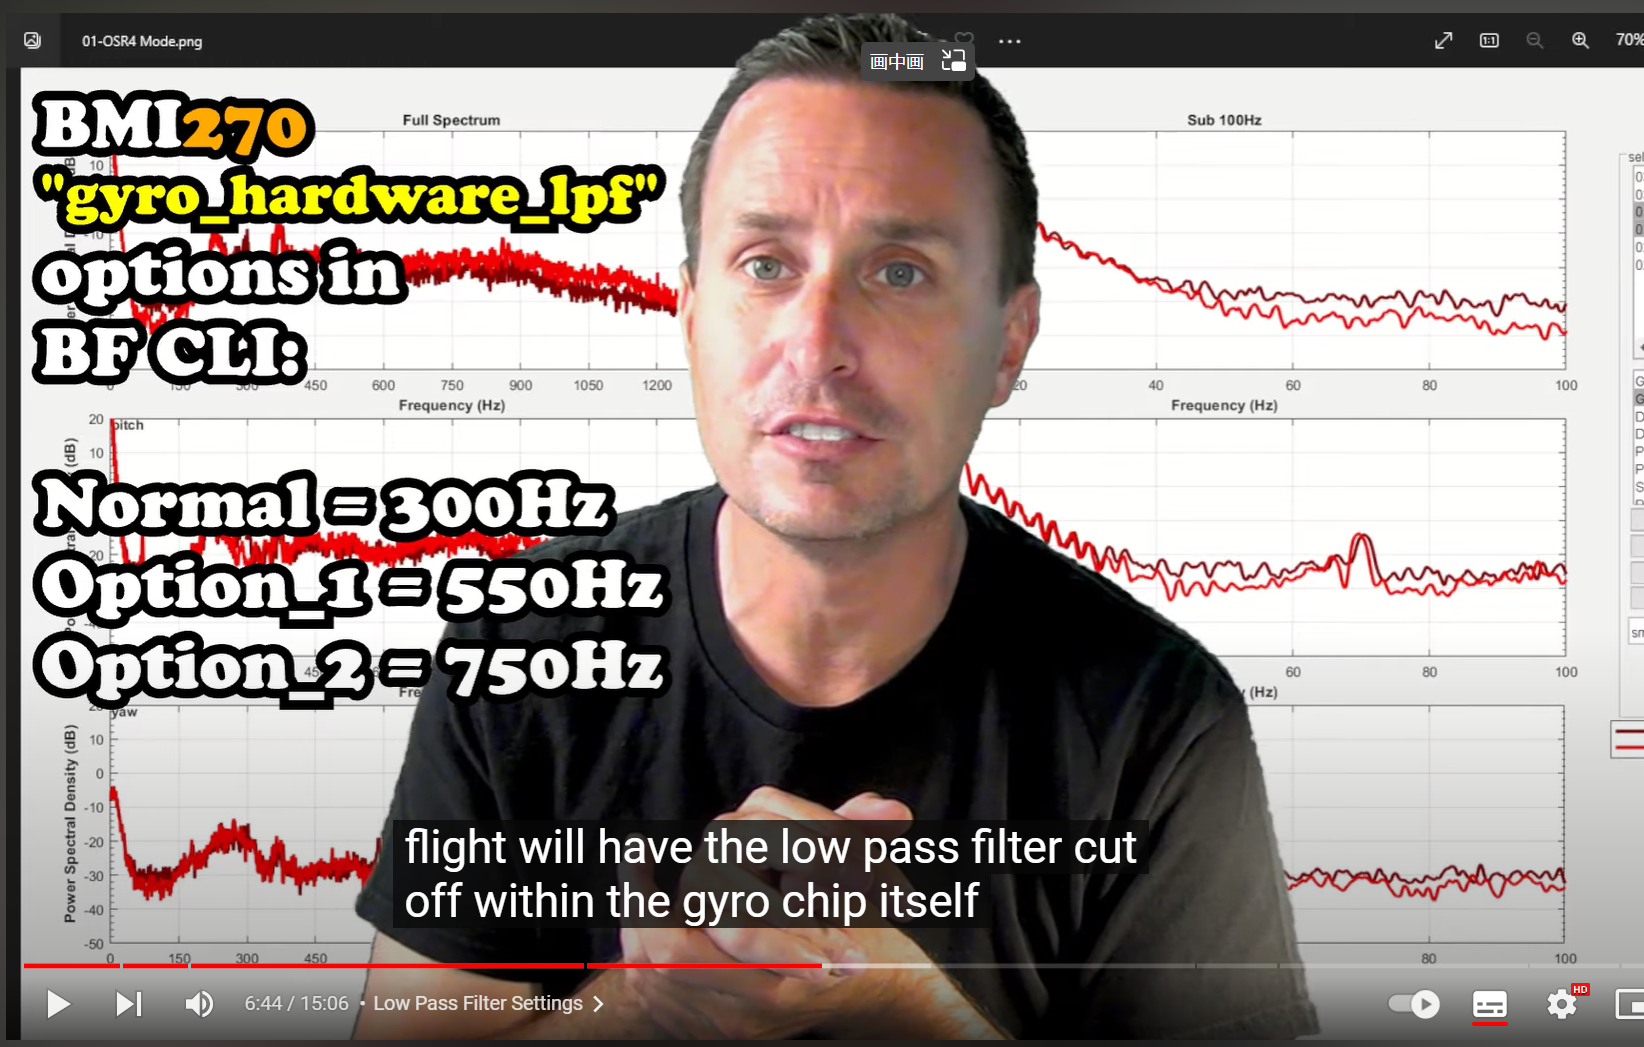 01-OSR4 Mode.png
画中画
70%
BMI270
"gyro_hardware_lpf"
options in
BF CLI:
Normal = 300Hz
Option_1 = 550Hz
Option_2 = 750Hz
Full Spectrum
10
-10
150 300 450 600 750 900 1050 1200
Frequency (Hz)
Sub 100Hz
20 40 60 80 100
Frequency (Hz)
20
pitch
10
60 80 100
(Hz)
yaw
10
0
-10
-20
-30
-40
-50
Power Spectral Density (dB)
0 150 300 450
80 100
flight will have the low pass filter cut
off within the gyro chip itself
6:44 / 15:06 • Low Pass Filter Settings
HD